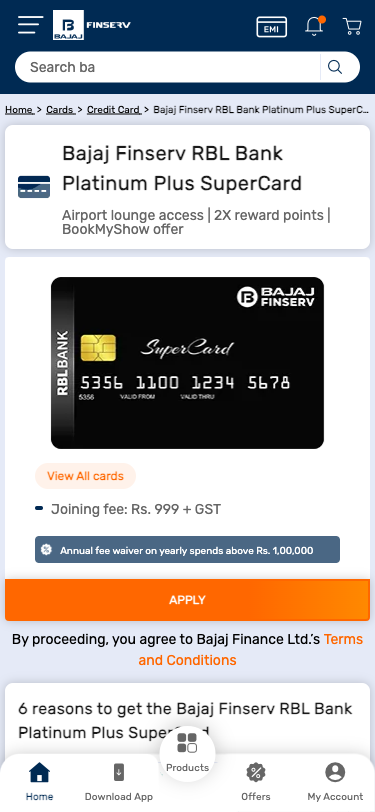 B
BAJAJ
FINSERV
EMI
Search ba
Home > Cards > Credit Card > Bajaj Finserv RBL Bank Platinum Plus SuperC...
Bajaj Finserv RBL Bank
Platinum Plus SuperCard
Airport lounge access | 2X reward points |
BookMyShow offer
B BAJAJ
FINSERV
RBLBANK
SuperCard
5356 1100 1234 5678
5356 VALID FROM VALID THRU
View All cards
Joining fee: Rs. 999 + GST
Annual fee waiver on yearly spends above Rs. 1,00,000
APPLY
By proceeding, you agree to Bajaj Finance Ltd.'s Terms
and Conditions
6 reasons to get the Bajaj Finserv RBL Bank
Platinum Plus
Home
Download App
Products
Offers
My Account